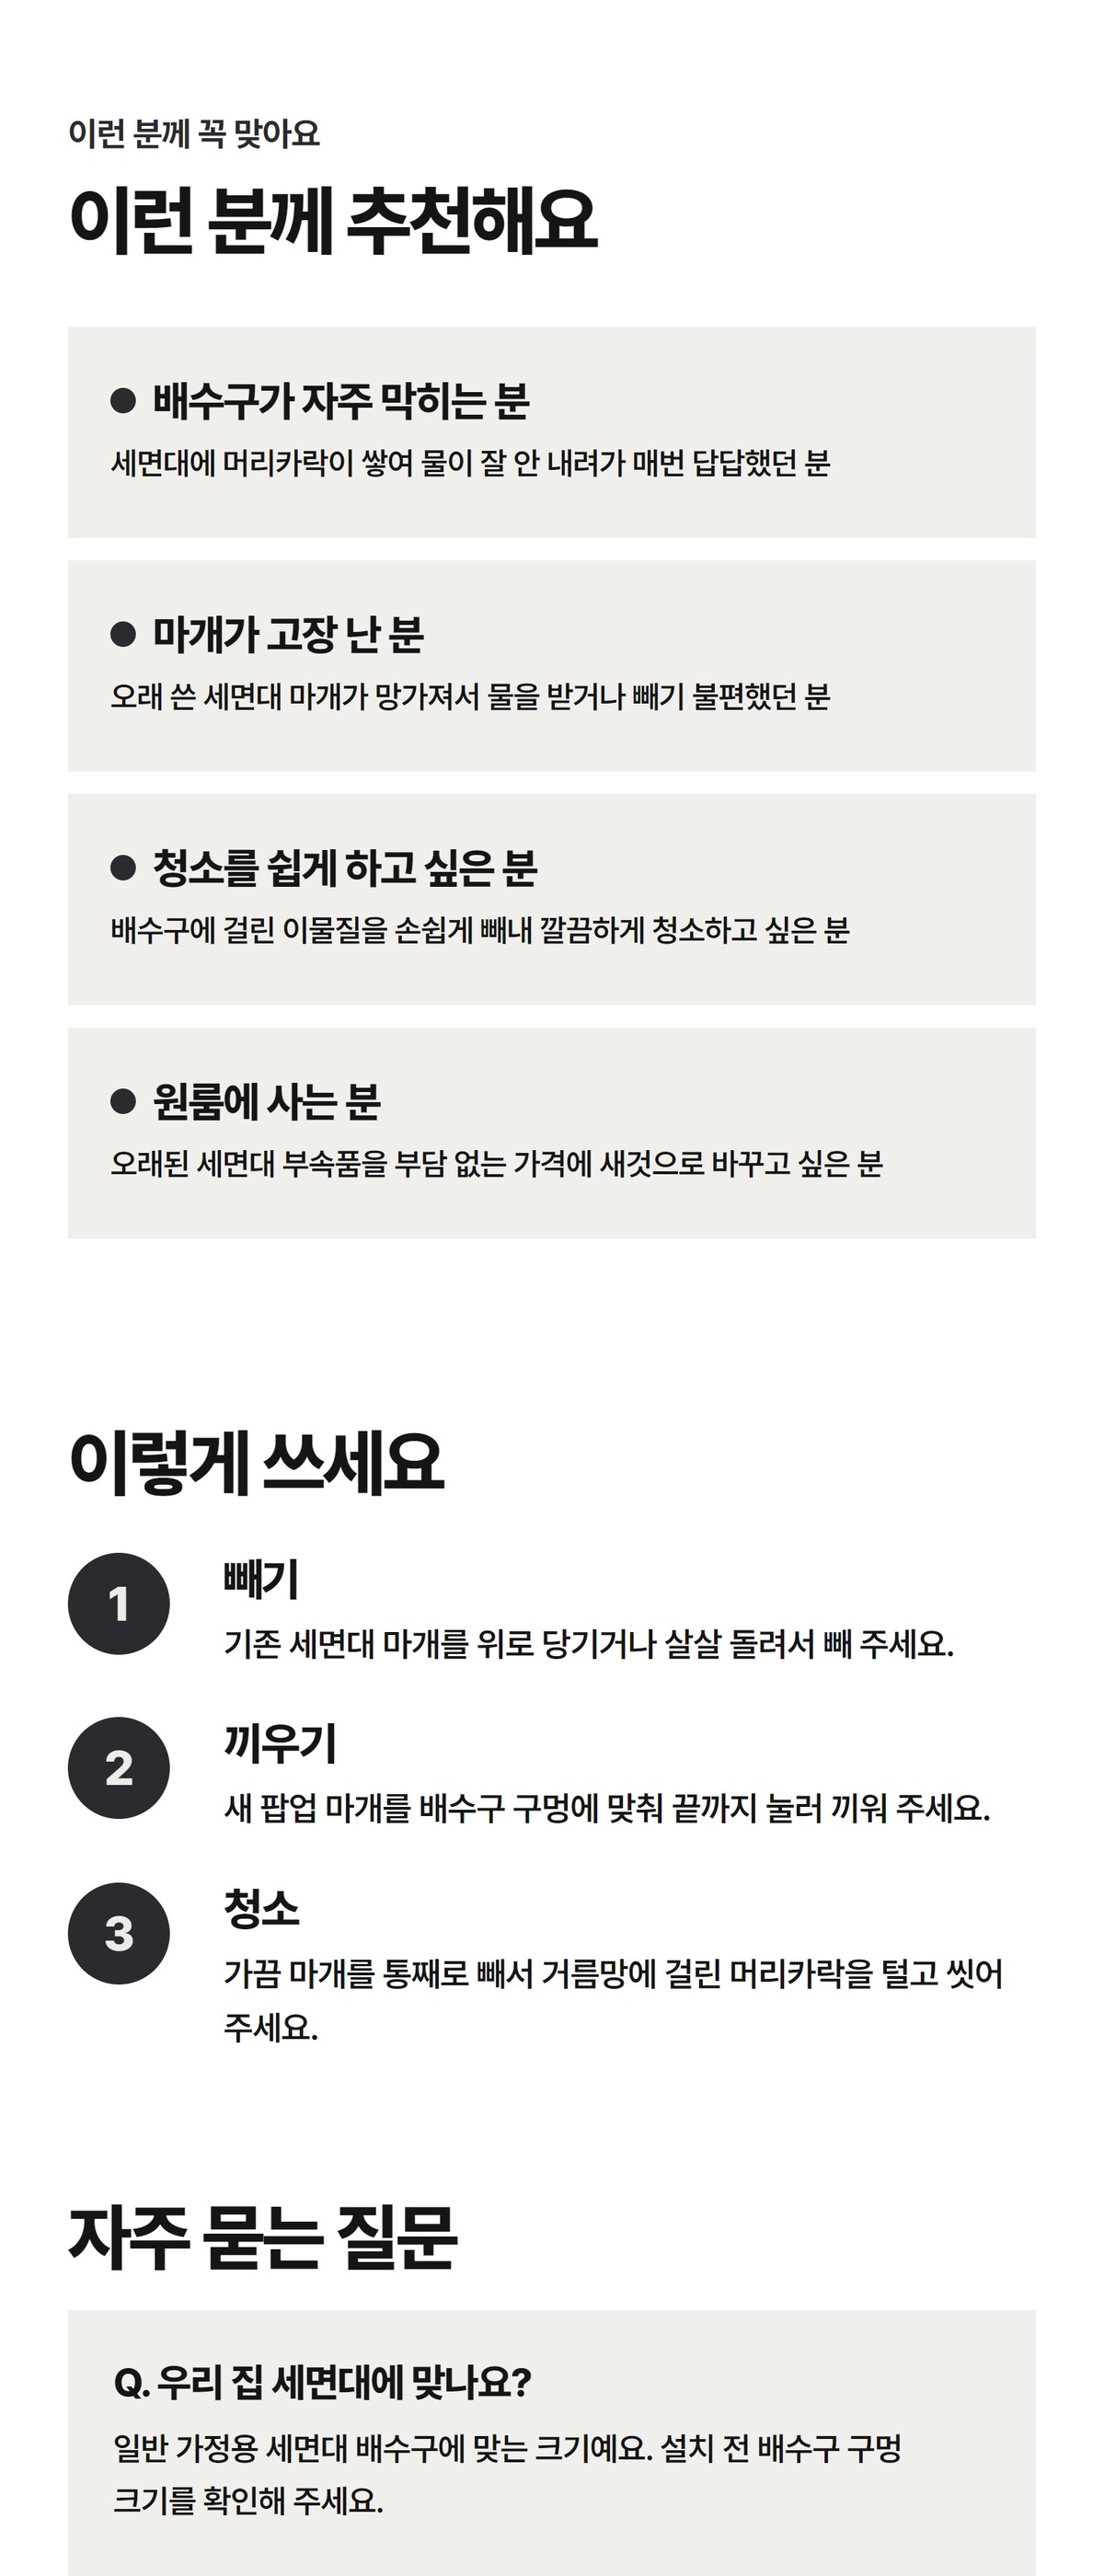 이런 분께 꼭 맞아요
이런 분께 추천해요
배수구가 자주 막히는 분
세면대에 머리카락이 쌓여 물이 잘 안 내려가 매번 답답했던 분
마개가 고장 난 분
오래 쓴 세면대 마개가 망가져서 물을 받거나 빼기 불편했던 분
청소를 쉽게 하고 싶은 분
배수구에 걸린 이물질을 손쉽게 빼내 깔끔하게 청소하고 싶은 분
원룸에 사는 분
오래된 세면대 부속품을 부담 없는 가격에 새것으로 바꾸고 싶은 분
이렇게 쓰세요
1
빼기
기존 세면대 마개를 위로 당기거나 살살 돌려서 빼 주세요.
2
끼우기
새 팝업 마개를 배수구 구멍에 맞춰 끝까지 눌러 끼워 주세요.
3
청소
가끔 마개를 통째로 빼서 거름망에 걸린 머리카락을 털고 씻어
주세요.
자주 묻는 질문
Q. 우리 집 세면대에 맞나요?
일반 가정용 세면대 배수구에 맞는 크기예요. 설치 전 배수구 구멍
크기를 확인해 주세요.